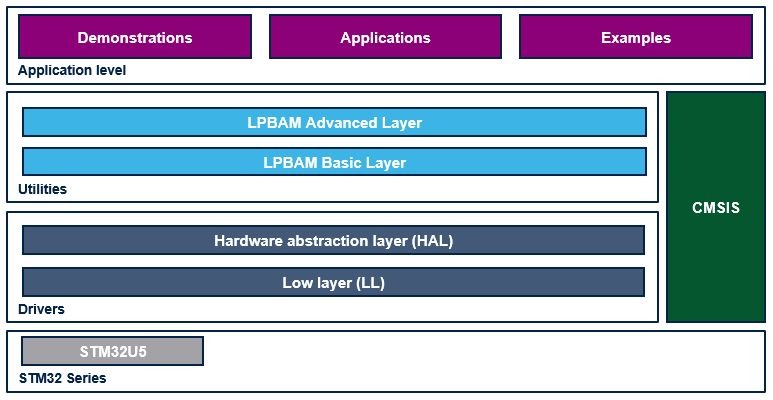 Demonstrations
Applications
Examples
Application level
LPBAM Advanced Layer
LPBAM Basic Layer
Utilities
CMSIS
Hardware abstraction layer (HAL)
Low layer (LL)
Drivers
STM32U5
STM32 Series